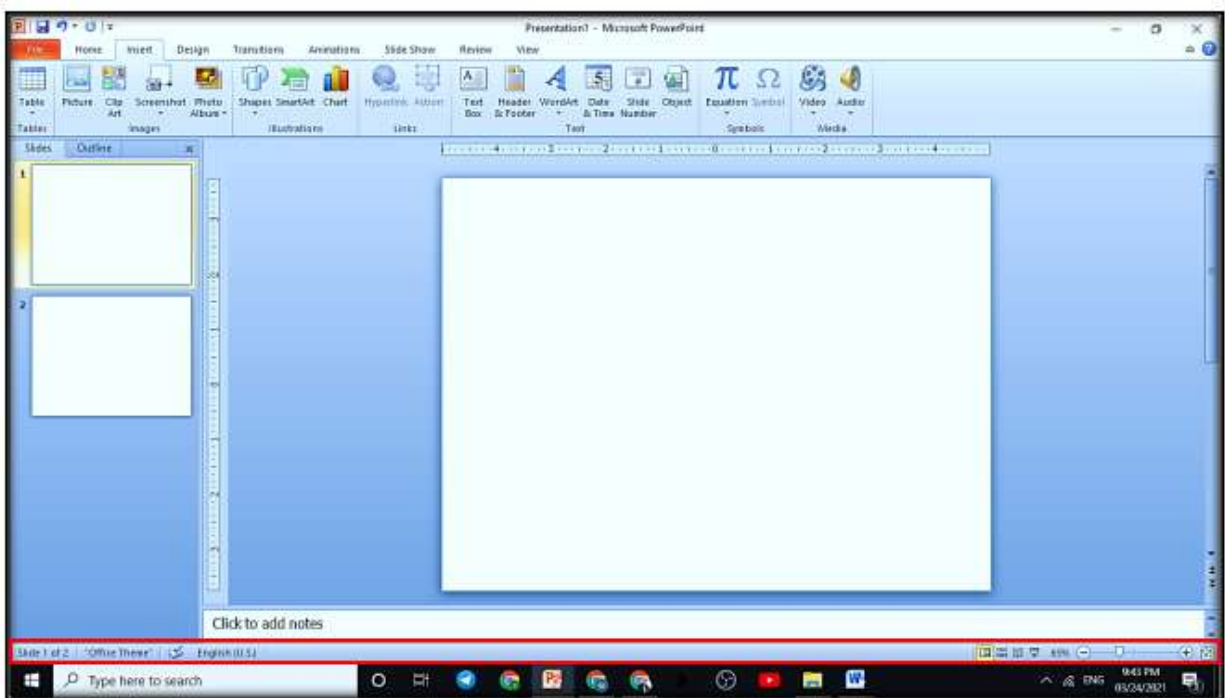 Presentation1 - Microsoft PowerPoint
File Home Insert Design Transitions Animations Slide Show Review View
Table Picture Clip Art Screenshot Photo Album Shapes SmartArt Chart Hyperlink Action Text Box Header & Footer WordArt Date & Time Slide Number Object Equation Symbol Video Audio
Tables Images Illustrations Links Text Symbols Media
Slides Outline
1
2
Click to add notes
Slide 1 of 2 "Office Theme" English (U.S.) 69%
Type here to search
ENG
9:43 PM
03/24/2021